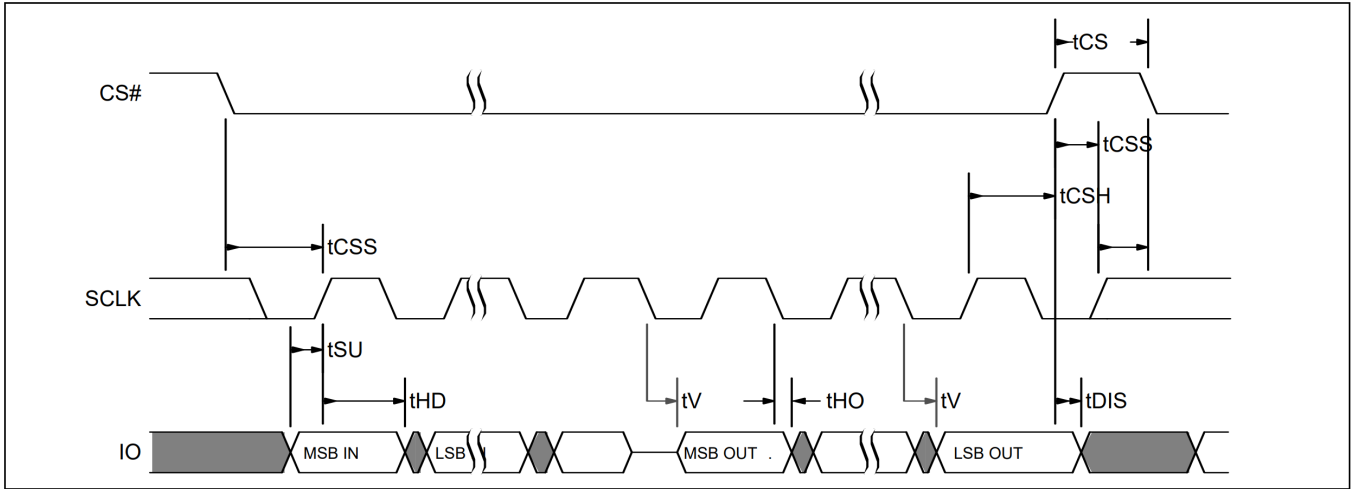 tCS
CS#
tCSS
tCSH
tCSS
SCLK
tSU
tHD
tV
tHO
tV
tDIS
IO
MSB IN
LSB
MSB OUT .
LSB OUT